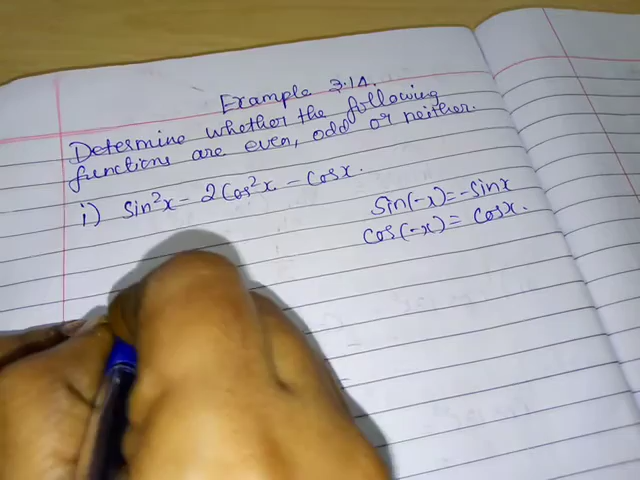 Example 3.14.
Determine whether the following
functions are even, odd or neither.
i) Sin²x - 2Cos²x - Cosx.
Sin(-x) = -Sinx
Cos(-x) = Cosx.